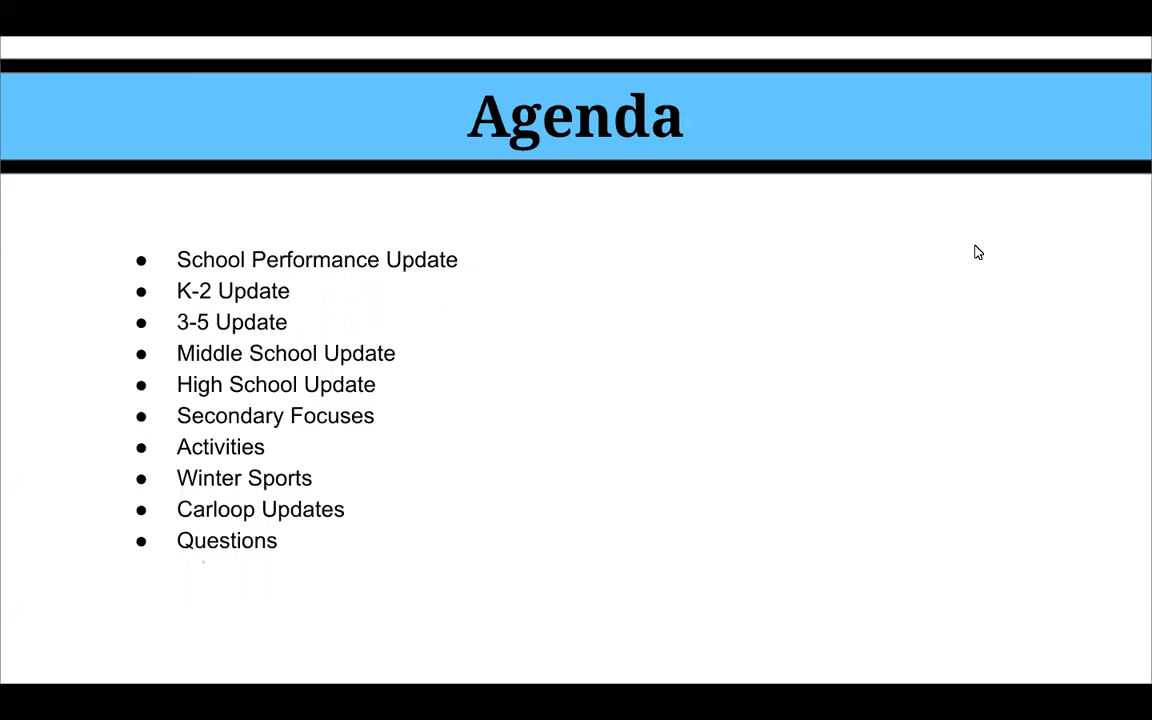 Agenda
● School Performance Update
● K-2 Update
● 3-5 Update
● Middle School Update
● High School Update
● Secondary Focuses
● Activities
● Winter Sports
● Carloop Updates
● Questions